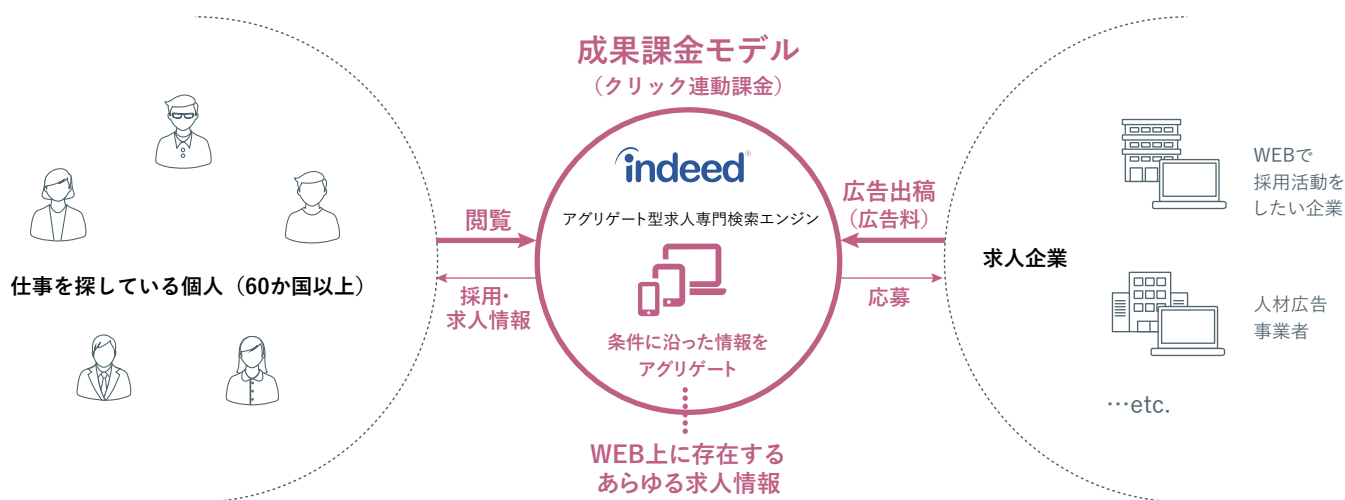 成果課金モデル
（クリック連動課金）
indeed®
アグリゲート型求人専門検索エンジン
条件に沿った情報を
アグリゲート
WEB上に存在する
あらゆる求人情報
仕事を探している個人（60か国以上）
閲覧
採用・
求人情報
広告出稿
（広告料）
応募
求人企業
WEBで
採用活動を
したい企業
人材広告
事業者
…etc.